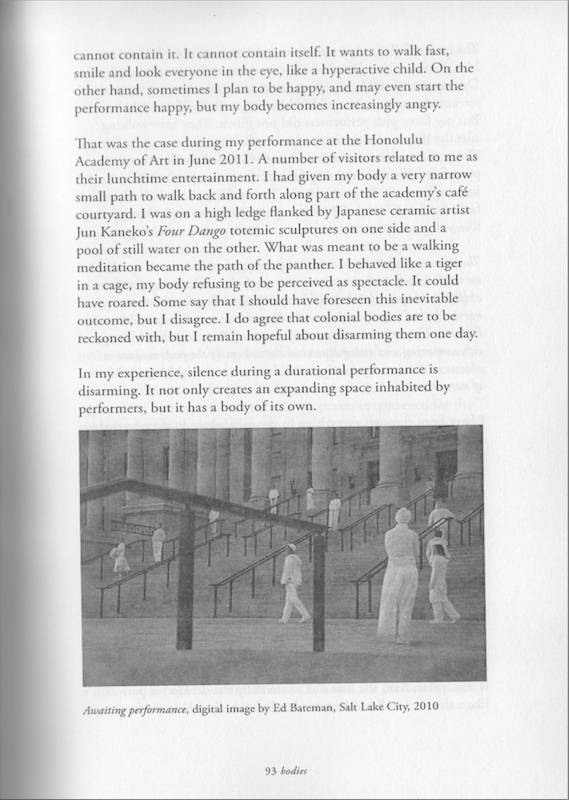 cannot contain it. It cannot contain itself. It wants to walk fast,
smile and look everyone in the eye, like a hyperactive child. On the
other hand, sometimes I plan to be happy, and may even start the
performance happy, but my body becomes increasingly angry.
That was the case during my performance at the Honolulu
Academy of Art in June 2011. A number of visitors related to me as
their lunchtime entertainment. I had given my body a very narrow
small path to walk back and forth along part of the academy's café
courtyard. I was on a high ledge flanked by Japanese ceramic artist
Jun Kaneko's Four Dango totemic sculptures on one side and a
pool of still water on the other. What was meant to be a walking
meditation became the path of the panther. I behaved like a tiger
in a cage, my body refusing to be perceived as spectacle. It could
have roared. Some say that I should have foreseen this inevitable
outcome, but I disagree. I do agree that colonial bodies are to be
reckoned with, but I remain hopeful about disarming them one day.
In my experience, silence during a durational performance is
disarming. It not only creates an expanding space inhabited by
performers, but it has a body of its own.
Awaiting performance, digital image by Ed Bateman, Salt Lake City, 2010
93 bodies